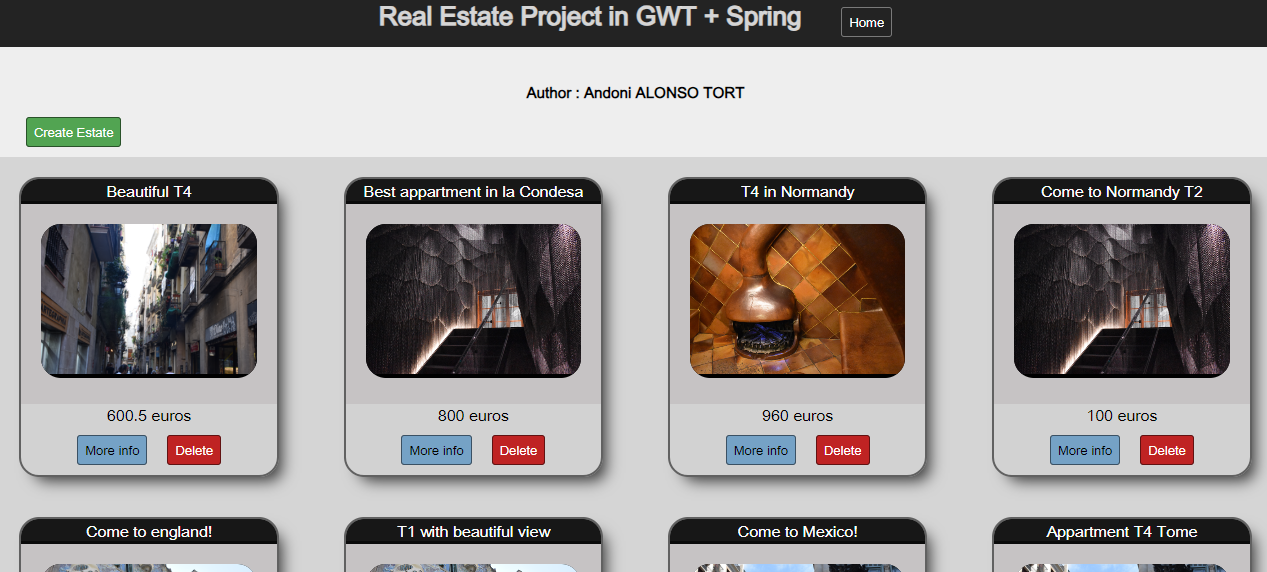 Real Estate Project in GWT + Spring Home
Author : Andoni ALONSO TORT
Create Estate
Beautiful T4
Best appartment in la Condesa
T4 in Normandy
Come to Normandy T2
600.5 euros
800 euros
960 euros
100 euros
More info Delete
More info Delete
More info Delete
More info Delete
Come to england!
T1 with beautiful view
Come to Mexico!
Appartment T4 Tome